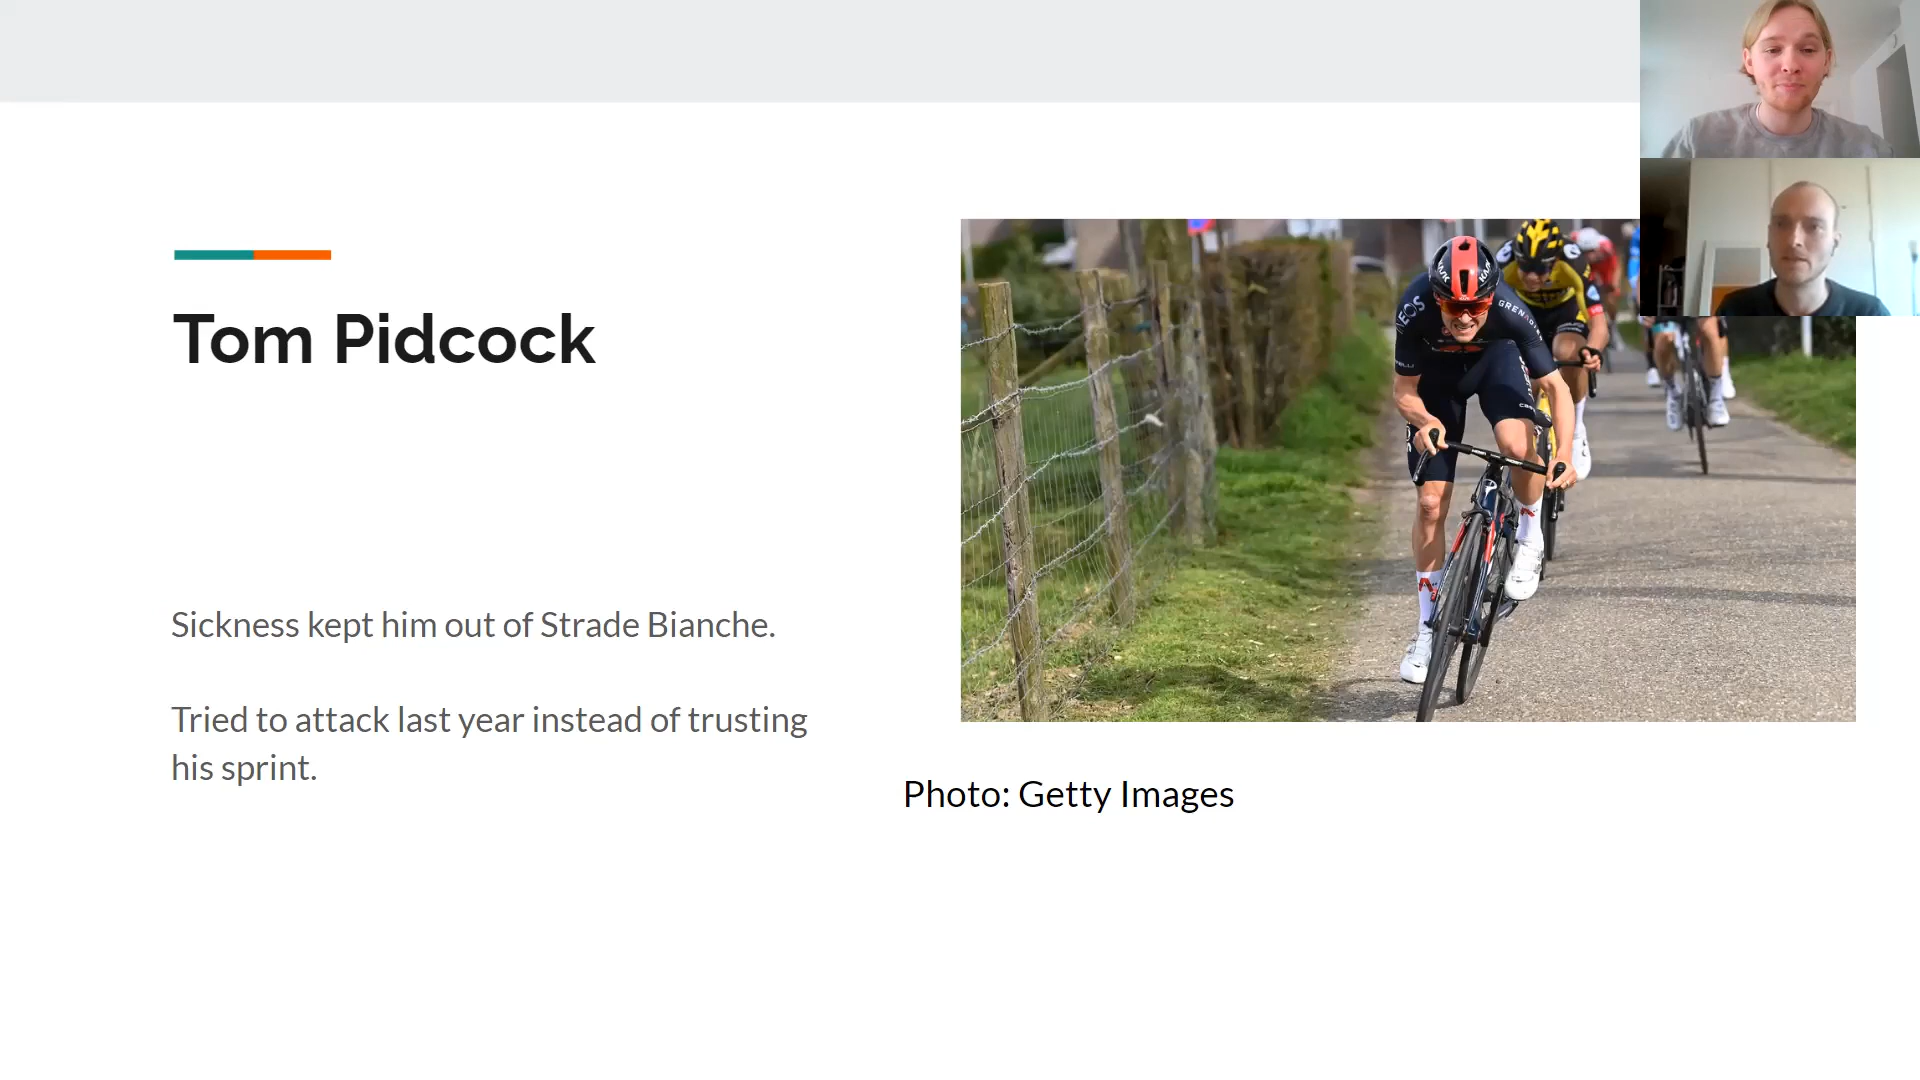 Tom Pidcock
Sickness kept him out of Strade Bianche.
Tried to attack last year instead of trusting
his sprint.
Photo: Getty Images